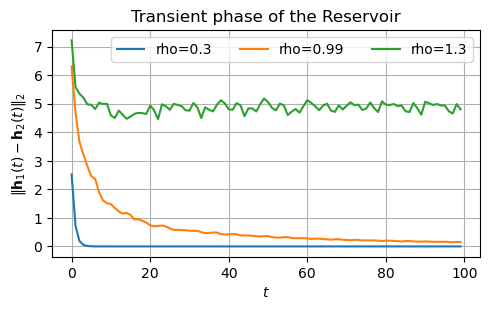 Transient phase of the Reservoir
rho=0.3 rho=0.99 rho=1.3
7
6
5
4
3
2
1
0
‖h₁(t) − h₂(t)‖₂
0 20 40 60 80 100
t